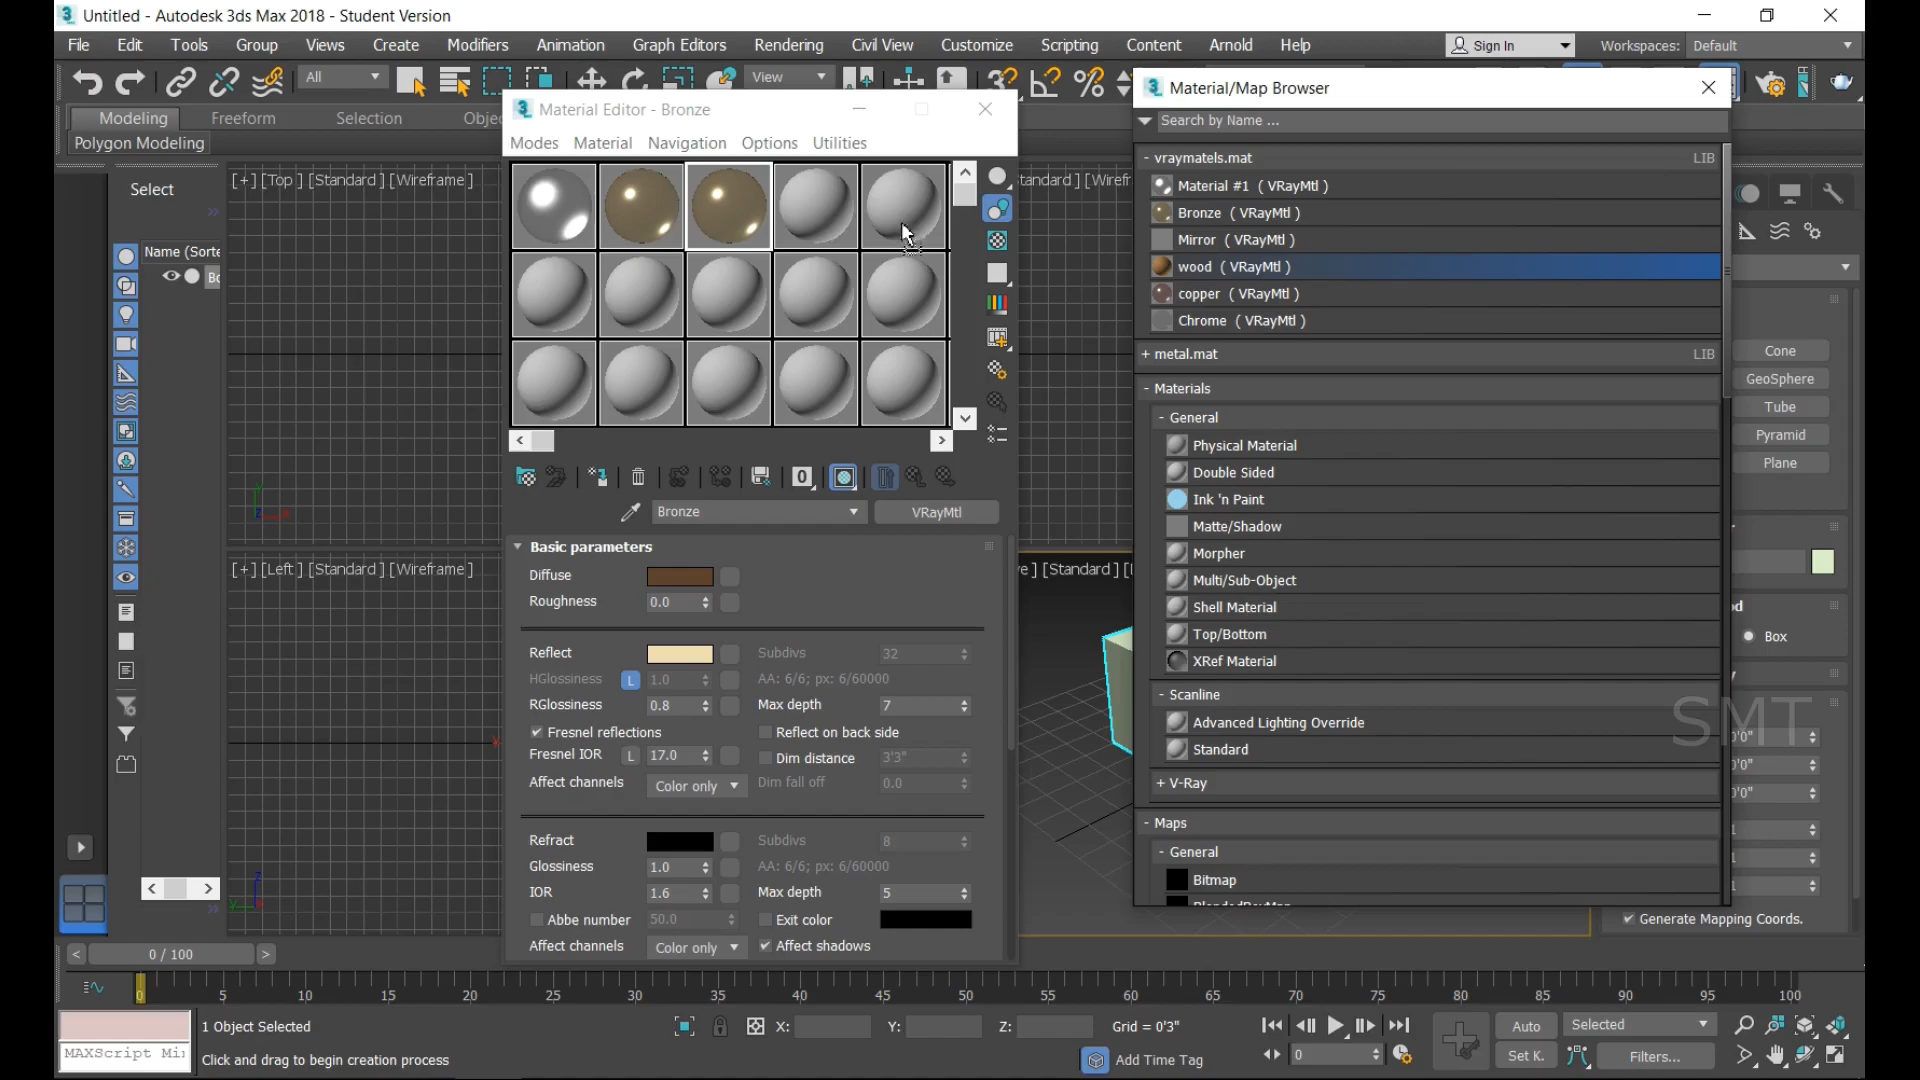 Untitled - Autodesk 3ds Max 2018 - Student Version
File Edit Tools Group Views Create Modifiers Animation Graph Editors Rendering Civil View Customize Scripting Content Arnold Help
Sign In Workspaces: Default
All View
Material/Map Browser
Material Editor - Bronze
Modeling Freeform Selection
Polygon Modeling
Search by Name ...
Modes Material Navigation Options Utilities
- vraymatels.mat LIB
Material #1 ( VRayMtl )
Bronze ( VRayMtl )
Mirror ( VRayMtl )
wood ( VRayMtl )
copper ( VRayMtl )
Chrome ( VRayMtl )
+ metal.mat LIB
- Materials
- General
Physical Material
Double Sided
Ink 'n Paint
Matte/Shadow
Morpher
Multi/Sub-Object
Shell Material
Top/Bottom
XRef Material
- Scanline
Advanced Lighting Override
Standard
+ V-Ray
- Maps
- General
Bitmap
Select
[+] [Top ] [Standard ] [Wireframe ]
Name (Sorte
[+] [Left ] [Standard ] [Wireframe ]
Bronze VRayMtl
Basic parameters
Diffuse
Roughness 0.0
Reflect Subdivs 32
HGlossiness L 1.0 AA: 6/6; px: 6/60000
RGlossiness 0.8 Max depth 7
Fresnel reflections Reflect on back side
Fresnel IOR L 17.0 Dim distance 3'3"
Affect channels Color only Dim fall off 0.0
Refract Subdivs 8
Glossiness 1.0 AA: 6/6; px: 6/60000
IOR 1.6 Max depth 5
Abbe number 50.0 Exit color
Affect channels Color only Affect shadows
Cone
GeoSphere
Tube
Pyramid
Plane
Box
SMT
Generate Mapping Coords.
< 0 / 100 >
0 5 10 15 20 25 30 35 40 45 50 55 60 65 70 75 80 85 90 95 100
1 Object Selected X: Y: Z: Grid = 0'3" Auto Selected
MAXScript Mi
Click and drag to begin creation process Add Time Tag 0 Set K. Filters...